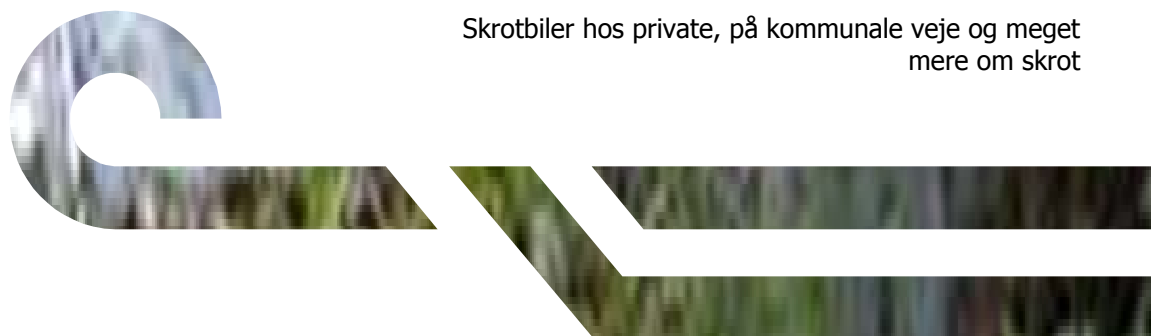 Skrotbiler hos private, på kommunale veje og meget
mere om skrot